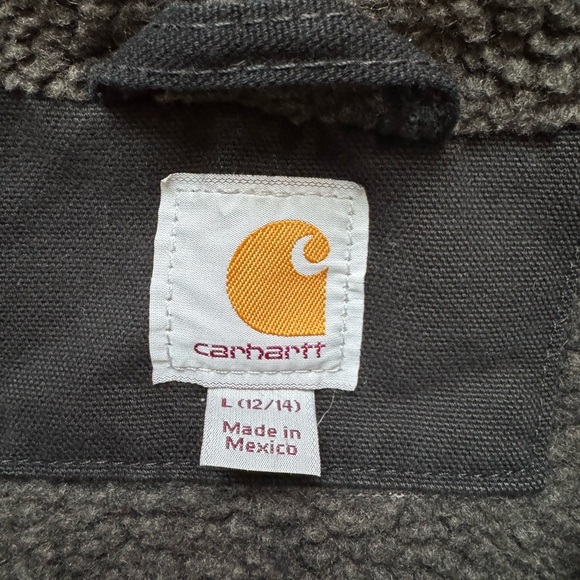 carhartt
L (12/14)
Made in
Mexico